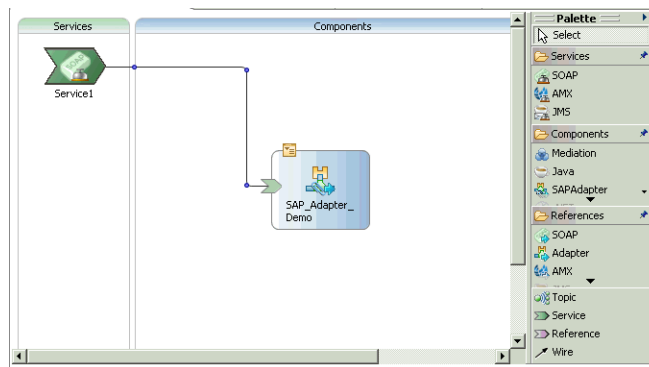 Services
Components
SOAP
Service1
SAP_Adapter_
Demo
Palette
Select
Services
SOAP
AMX
JMS
Components
Mediation
Java
SAPAdapter
References
SOAP
Adapter
AMX
Topic
Service
Reference
Wire